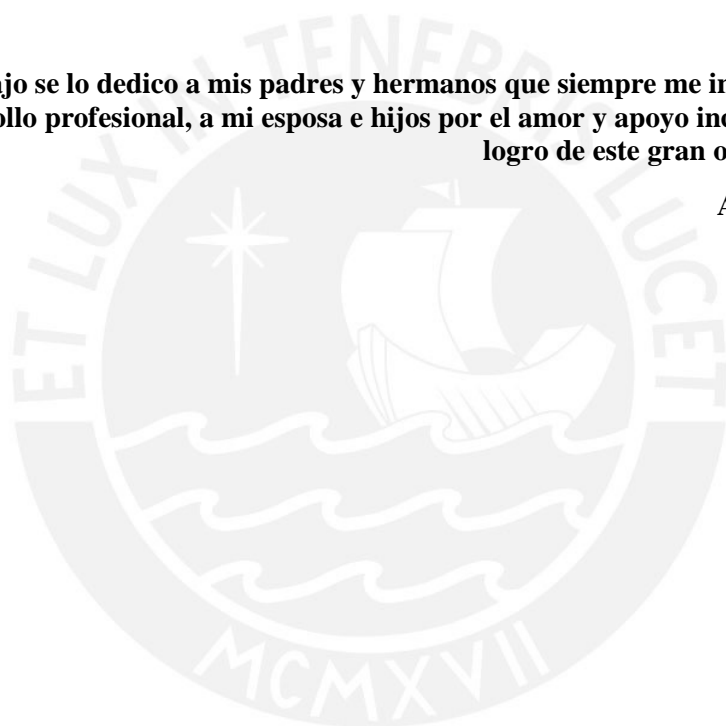 ajo se lo dedico a mis padres y hermanos que siempre me in
ollo profesional, a mi esposa e hijos por el amor y apoyo inc
logro de este gran o
A
ET LUX IN TENEBRIS LUCET
MCMXVII